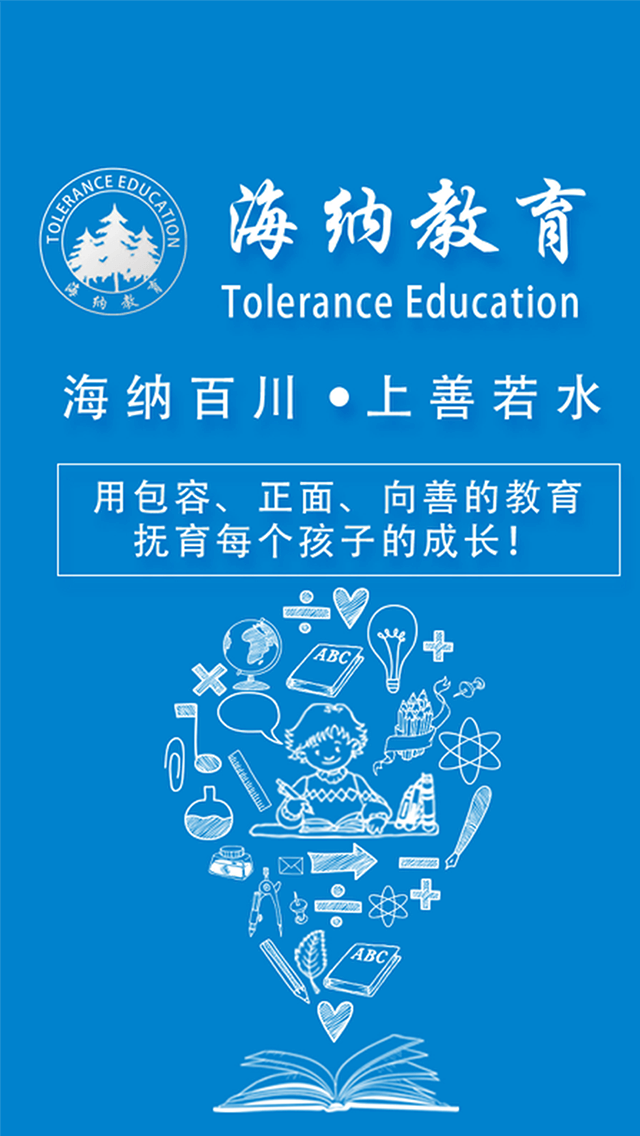 TOLERANCE EDUCATION
海纳教育
海纳教育
Tolerance Education
海纳百川·上善若水
用包容、正面、向善的教育
抚育每个孩子的成长！
ABC
ABC